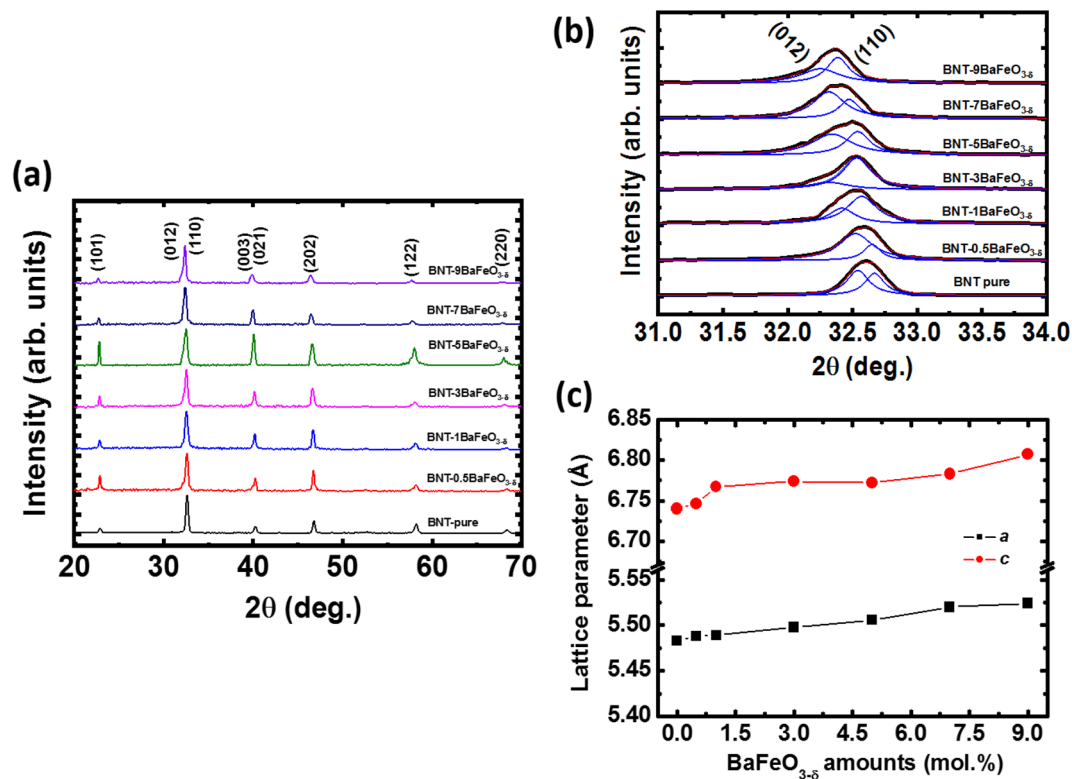 (a)
Intensity (arb. units)
(101)
(012)
(110)
(003)
(021)
(202)
(122)
(220)
BNT-9BaFeO3-δ
BNT-7BaFeO3-δ
BNT-5BaFeO3-δ
BNT-3BaFeO3-δ
BNT-1BaFeO3-δ
BNT-0.5BaFeO3-δ
BNT-pure
20 30 40 50 60 70
2θ (deg.)
(b)
Intensity (arb. units)
(012)
(110)
BNT-9BaFeO3-δ
BNT-7BaFeO3-δ
BNT-5BaFeO3-δ
BNT-3BaFeO3-δ
BNT-1BaFeO3-δ
BNT-0.5BaFeO3-δ
BNT pure
31.0 31.5 32.0 32.5 33.0 33.5 34.0
2θ (deg.)
(c)
Lattice parameter (Å)
6.85
6.80
6.75
6.70
5.55
5.50
5.45
5.40
a
c
0.0 1.5 3.0 4.5 6.0 7.5 9.0
BaFeO3-δ amounts (mol.%)